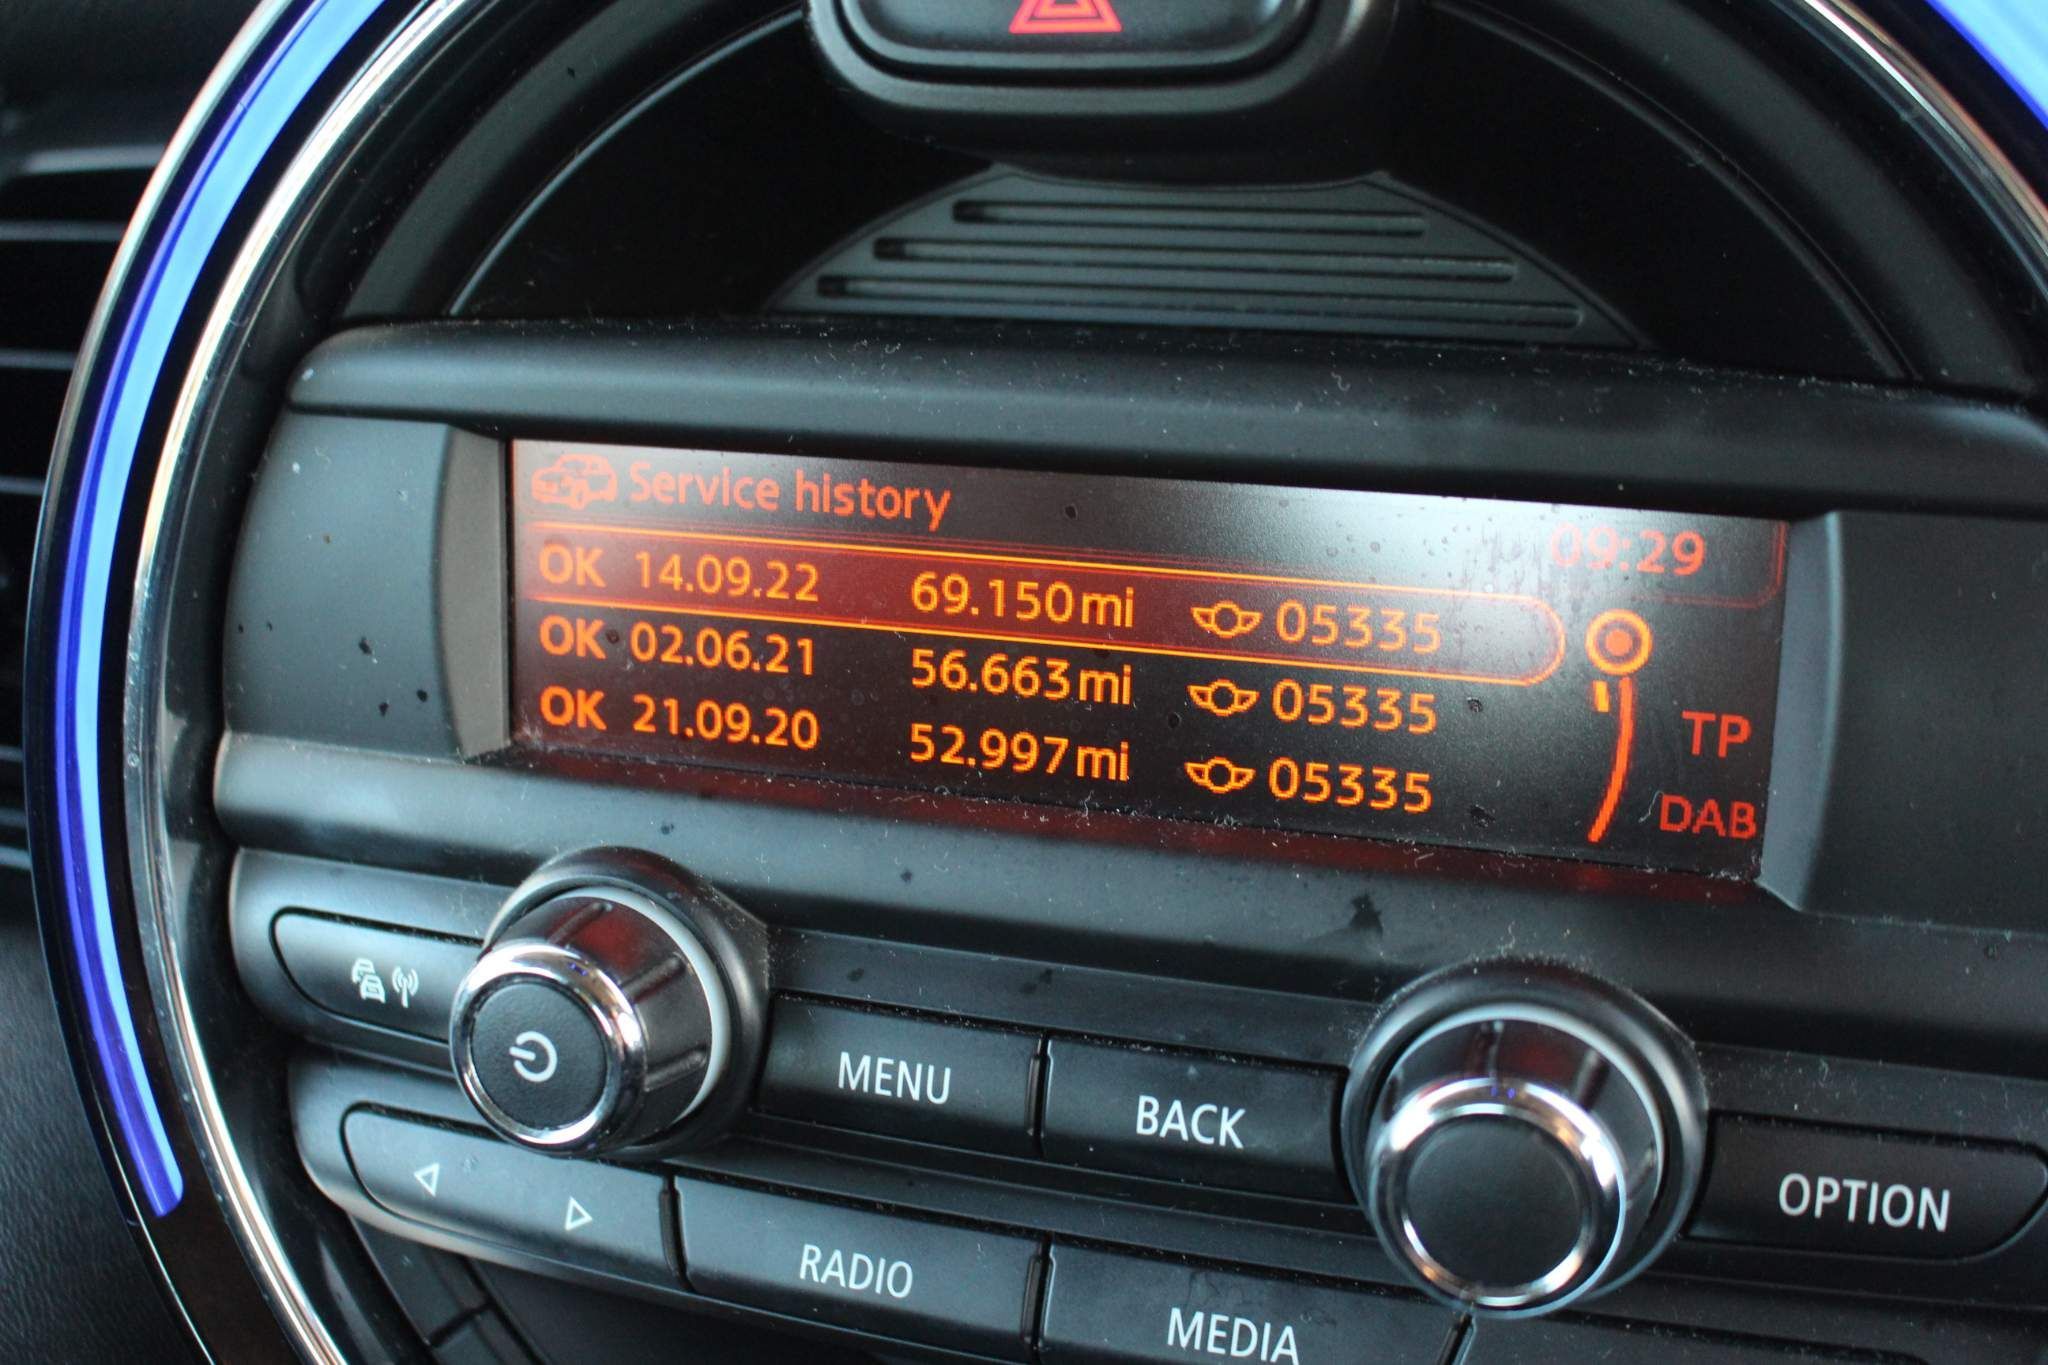 Service history
09:29
OK 14.09.22 69.150mi 05335
OK 02.06.21 56.663mi 05335
OK 21.09.20 52.997mi 05335
TP
DAB
MENU
BACK
OPTION
RADIO
MEDIA